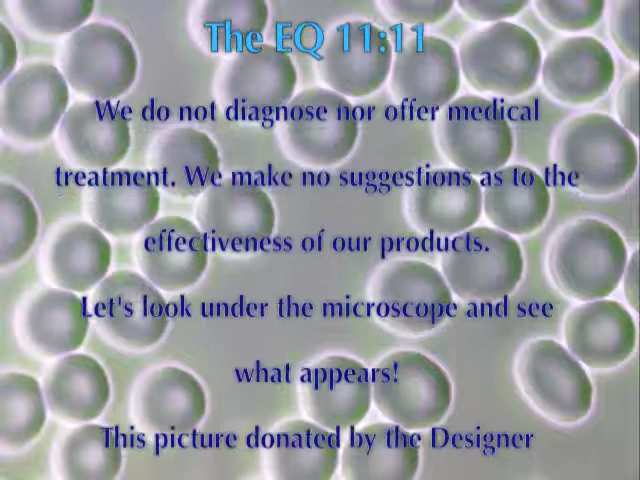 The EQ 11:11
We do not diagnose nor offer medical
treatment. We make no suggestions as to the
effectiveness of our products.
Let's look under the microscope and see
what appears!
This picture donated by the Designer